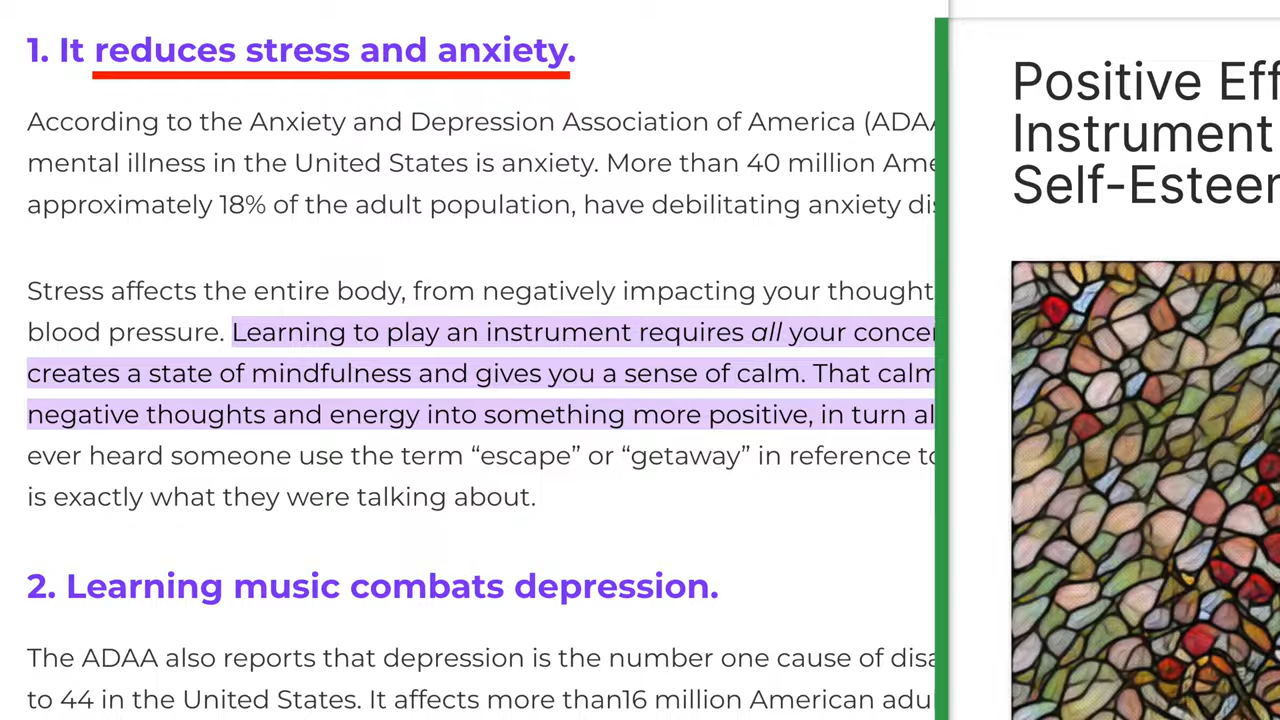 1. It reduces stress and anxiety.
According to the Anxiety and Depression Association of America (ADAA
mental illness in the United States is anxiety. More than 40 million Ame
approximately 18% of the adult population, have debilitating anxiety dis
Stress affects the entire body, from negatively impacting your thought
blood pressure. Learning to play an instrument requires all your concer
creates a state of mindfulness and gives you a sense of calm. That calm
negative thoughts and energy into something more positive, in turn al
ever heard someone use the term “escape” or “getaway” in reference to
is exactly what they were talking about.
2. Learning music combats depression.
The ADAA also reports that depression is the number one cause of disa
to 44 in the United States. It affects more than16 million American adu
Positive Eff
Instrument
Self-Esteer